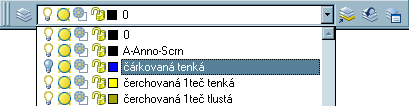 0
0
A-Anno-Scrn
čárkovaná tenká
čerchovaná 1teč tenká
čerchovaná 1teč tlustá